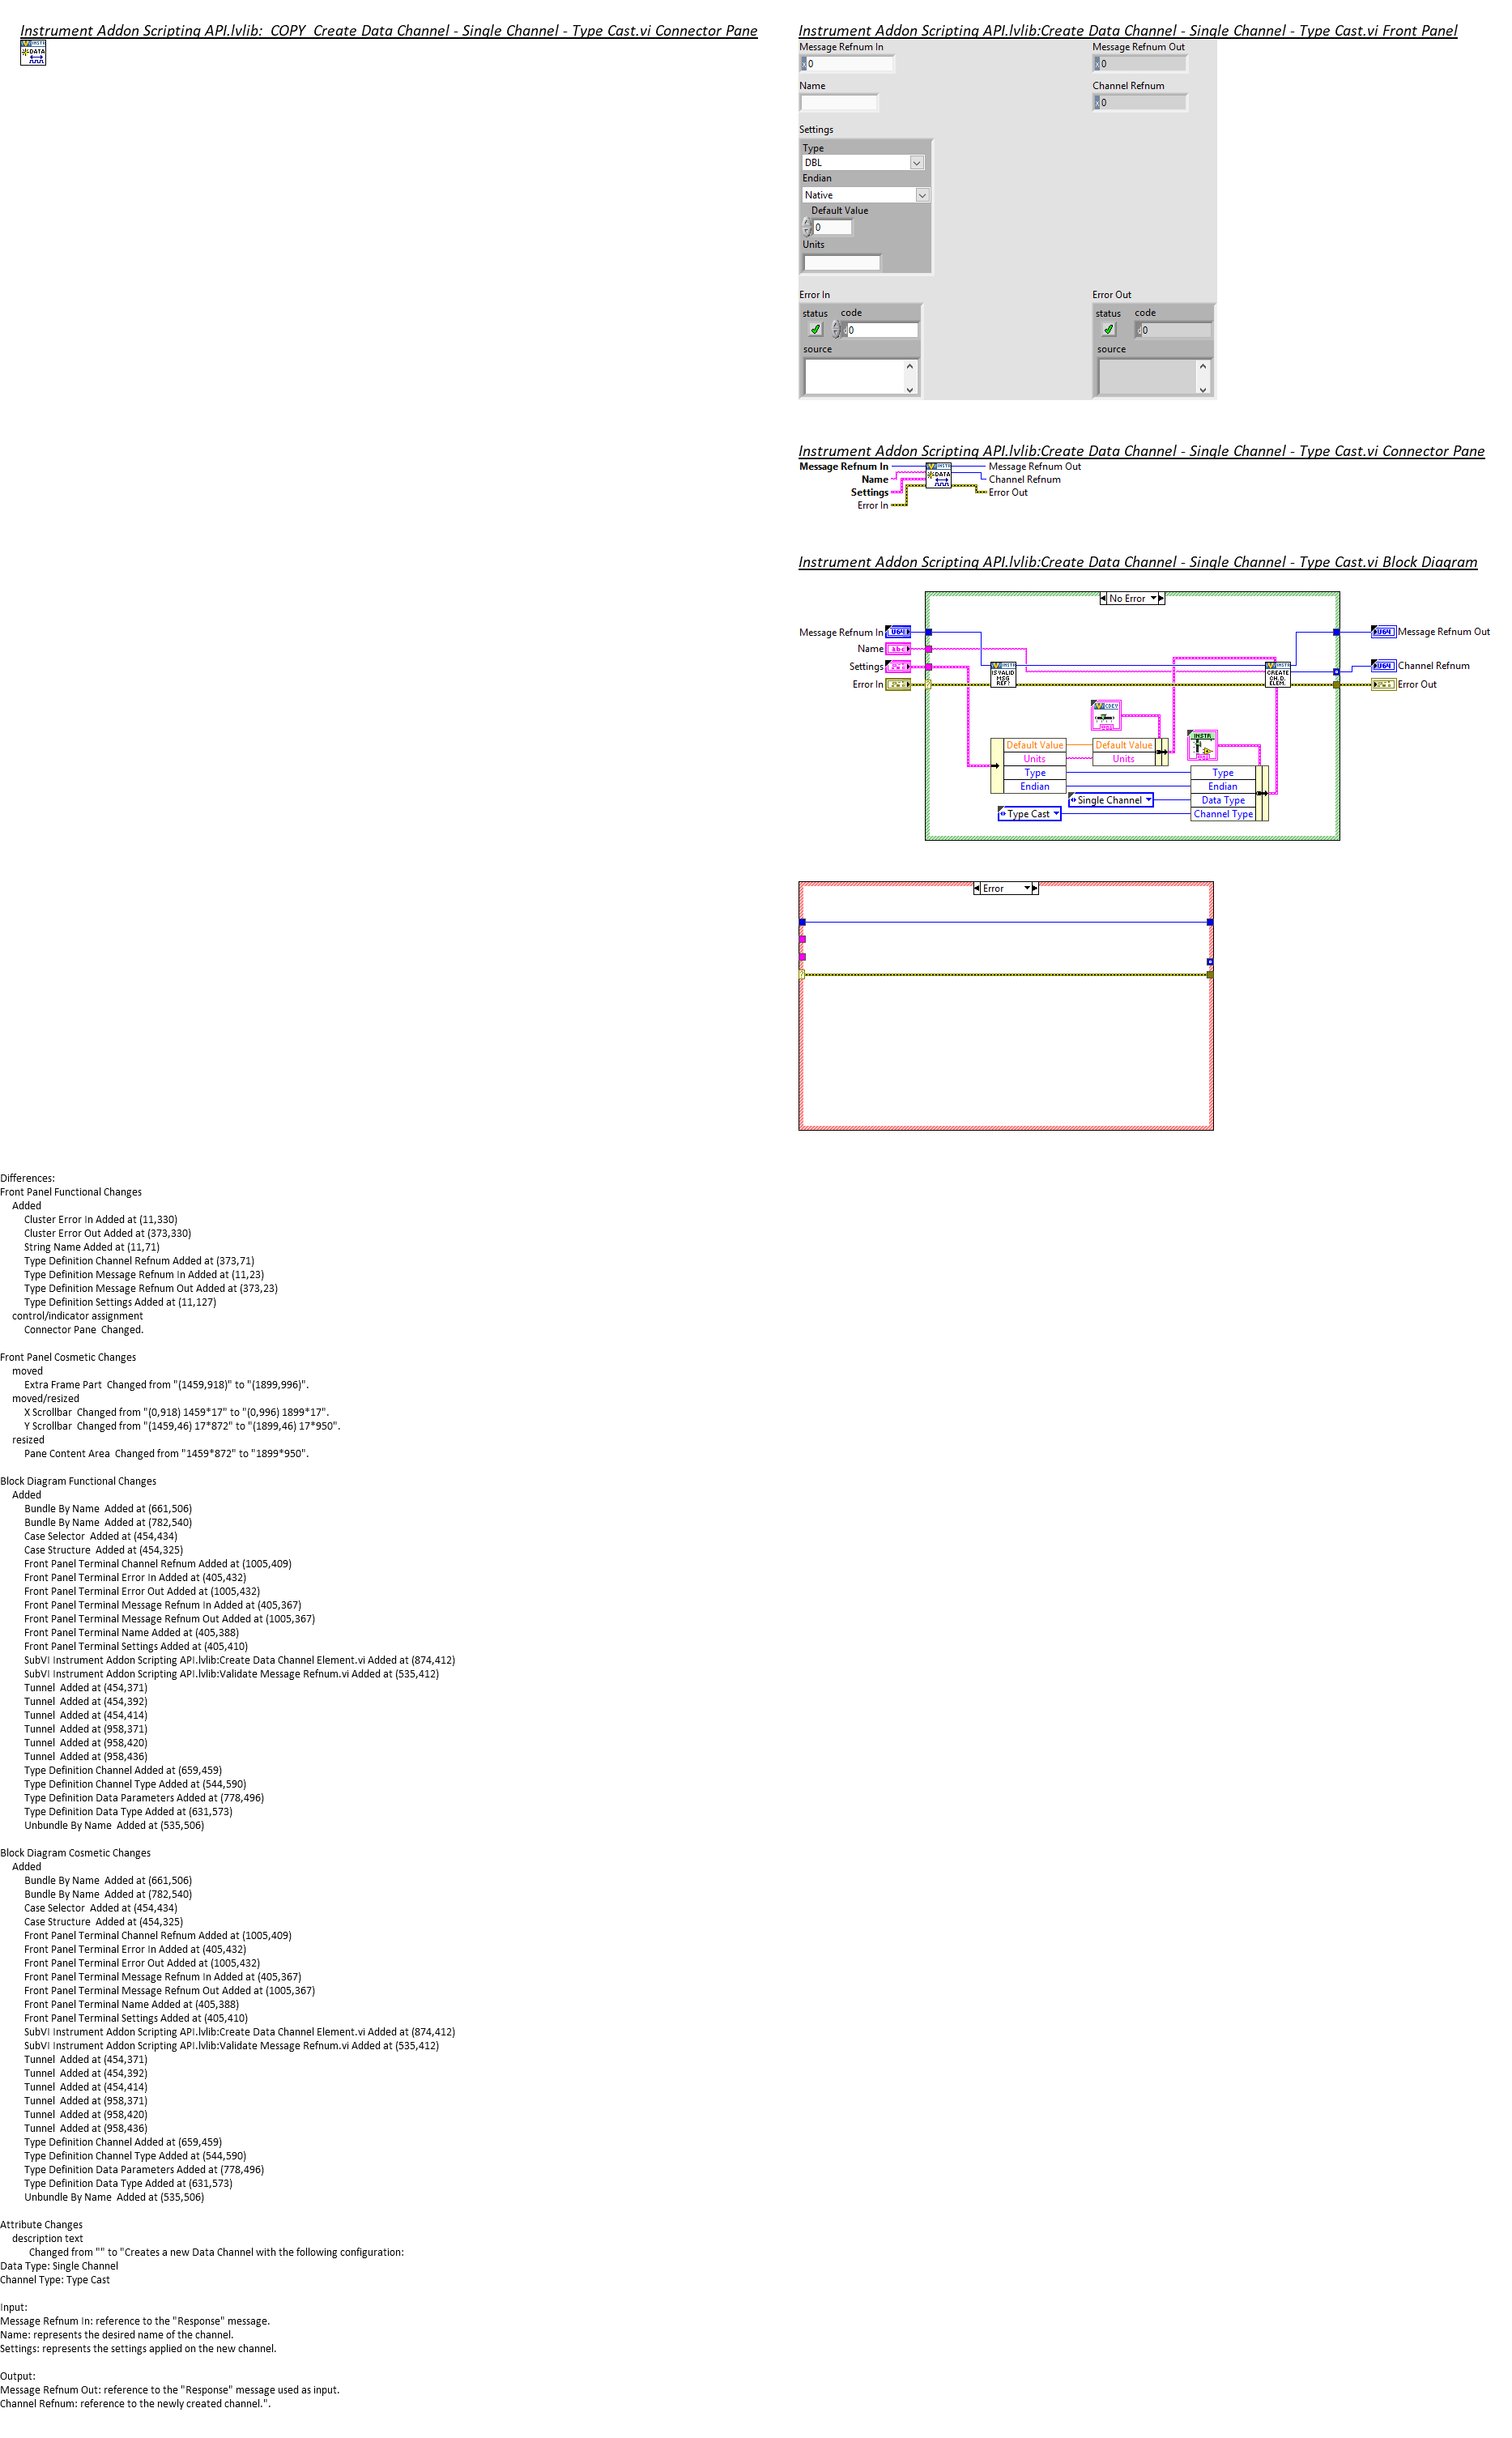 Instrument Addon Scripting API.lvlib:_COPY_Create Data Channel - Single Channel - Type Cast.vi Connector Pane
INSTR
DATA
Instrument Addon Scripting API.lvlib:Create Data Channel - Single Channel - Type Cast.vi Front Panel
Message Refnum In
x 0
Message Refnum Out
x 0
Name
Channel Refnum
x 0
Settings
Type
DBL
Endian
Native
Default Value
0
Units
Error In
status code
0
source
Error Out
status code
0
source
Instrument Addon Scripting API.lvlib:Create Data Channel - Single Channel - Type Cast.vi Connector Pane
Message Refnum In
Name
Settings
Error In
INSTR
DATA
Message Refnum Out
Channel Refnum
Error Out
Instrument Addon Scripting API.lvlib:Create Data Channel - Single Channel - Type Cast.vi Block Diagram
No Error
Message Refnum In U64
Name abc
Settings
Error In
?
INSTR
IS VALID
MSG
REF?
INSTR
CREATE
CH.D.
ELEM.
U64 Message Refnum Out
U64 Channel Refnum
Error Out
CDEV
INSTR.
Default Value
Units
Type
Endian
Default Value
Units
Type
Endian
Data Type
Channel Type
Single Channel
Type Cast
Error
?
Differences:
Front Panel Functional Changes
Added
Cluster Error In Added at (11,330)
Cluster Error Out Added at (373,330)
String Name Added at (11,71)
Type Definition Channel Refnum Added at (373,71)
Type Definition Message Refnum In Added at (11,23)
Type Definition Message Refnum Out Added at (373,23)
Type Definition Settings Added at (11,127)
control/indicator assignment
Connector Pane  Changed.
Front Panel Cosmetic Changes
moved
Extra Frame Part  Changed from "(1459,918)" to "(1899,996)".
moved/resized
X Scrollbar  Changed from "(0,918) 1459*17" to "(0,996) 1899*17".
Y Scrollbar  Changed from "(1459,46) 17*872" to "(1899,46) 17*950".
resized
Pane Content Area  Changed from "1459*872" to "1899*950".
Block Diagram Functional Changes
Added
Bundle By Name  Added at (661,506)
Bundle By Name  Added at (782,540)
Case Selector  Added at (454,434)
Case Structure  Added at (454,325)
Front Panel Terminal Channel Refnum Added at (1005,409)
Front Panel Terminal Error In Added at (405,432)
Front Panel Terminal Error Out Added at (1005,432)
Front Panel Terminal Message Refnum In Added at (405,367)
Front Panel Terminal Message Refnum Out Added at (1005,367)
Front Panel Terminal Name Added at (405,388)
Front Panel Terminal Settings Added at (405,410)
SubVI Instrument Addon Scripting API.lvlib:Create Data Channel Element.vi Added at (874,412)
SubVI Instrument Addon Scripting API.lvlib:Validate Message Refnum.vi Added at (535,412)
Tunnel  Added at (454,371)
Tunnel  Added at (454,392)
Tunnel  Added at (454,414)
Tunnel  Added at (958,371)
Tunnel  Added at (958,420)
Tunnel  Added at (958,436)
Type Definition Channel Added at (659,459)
Type Definition Channel Type Added at (544,590)
Type Definition Data Parameters Added at (778,496)
Type Definition Data Type Added at (631,573)
Unbundle By Name  Added at (535,506)
Block Diagram Cosmetic Changes
Added
Bundle By Name  Added at (661,506)
Bundle By Name  Added at (782,540)
Case Selector  Added at (454,434)
Case Structure  Added at (454,325)
Front Panel Terminal Channel Refnum Added at (1005,409)
Front Panel Terminal Error In Added at (405,432)
Front Panel Terminal Error Out Added at (1005,432)
Front Panel Terminal Message Refnum In Added at (405,367)
Front Panel Terminal Message Refnum Out Added at (1005,367)
Front Panel Terminal Name Added at (405,388)
Front Panel Terminal Settings Added at (405,410)
SubVI Instrument Addon Scripting API.lvlib:Create Data Channel Element.vi Added at (874,412)
SubVI Instrument Addon Scripting API.lvlib:Validate Message Refnum.vi Added at (535,412)
Tunnel  Added at (454,371)
Tunnel  Added at (454,392)
Tunnel  Added at (454,414)
Tunnel  Added at (958,371)
Tunnel  Added at (958,420)
Tunnel  Added at (958,436)
Type Definition Channel Added at (659,459)
Type Definition Channel Type Added at (544,590)
Type Definition Data Parameters Added at (778,496)
Type Definition Data Type Added at (631,573)
Unbundle By Name  Added at (535,506)
Attribute Changes
description text
Changed from "" to "Creates a new Data Channel with the following configuration:
Data Type: Single Channel
Channel Type: Type Cast
Input:
Message Refnum In: reference to the "Response" message.
Name: represents the desired name of the channel.
Settings: represents the settings applied on the new channel.
Output:
Message Refnum Out: reference to the "Response" message used as input.
Channel Refnum: reference to the newly created channel.".